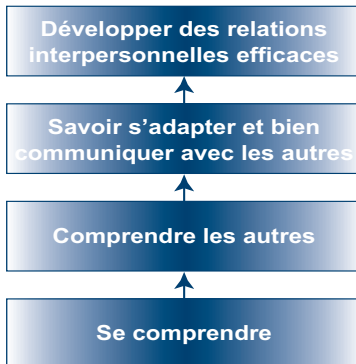 Développer des relations
interpersonnelles efficaces
Savoir s’adapter et bien
communiquer avec les autres
Comprendre les autres
Se comprendre